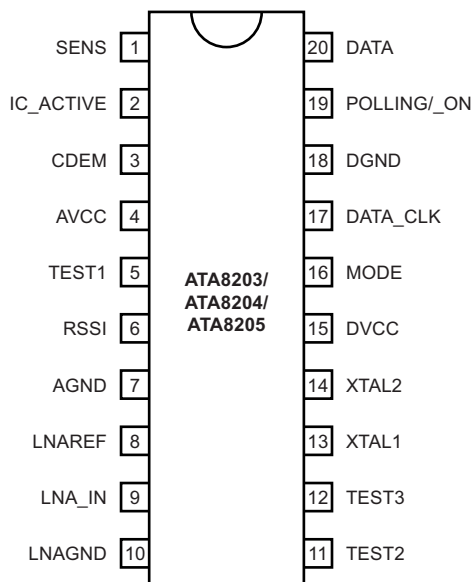 SENS 1 20 DATA
IC_ACTIVE 2 19 POLLING/_ON
CDEM 3 18 DGND
AVCC 4 17 DATA_CLK
TEST1 5 16 MODE
ATA8203/
ATA8204/
ATA8205
RSSI 6 15 DVCC
AGND 7 14 XTAL2
LNAREF 8 13 XTAL1
LNA_IN 9 12 TEST3
LNAGND 10 11 TEST2